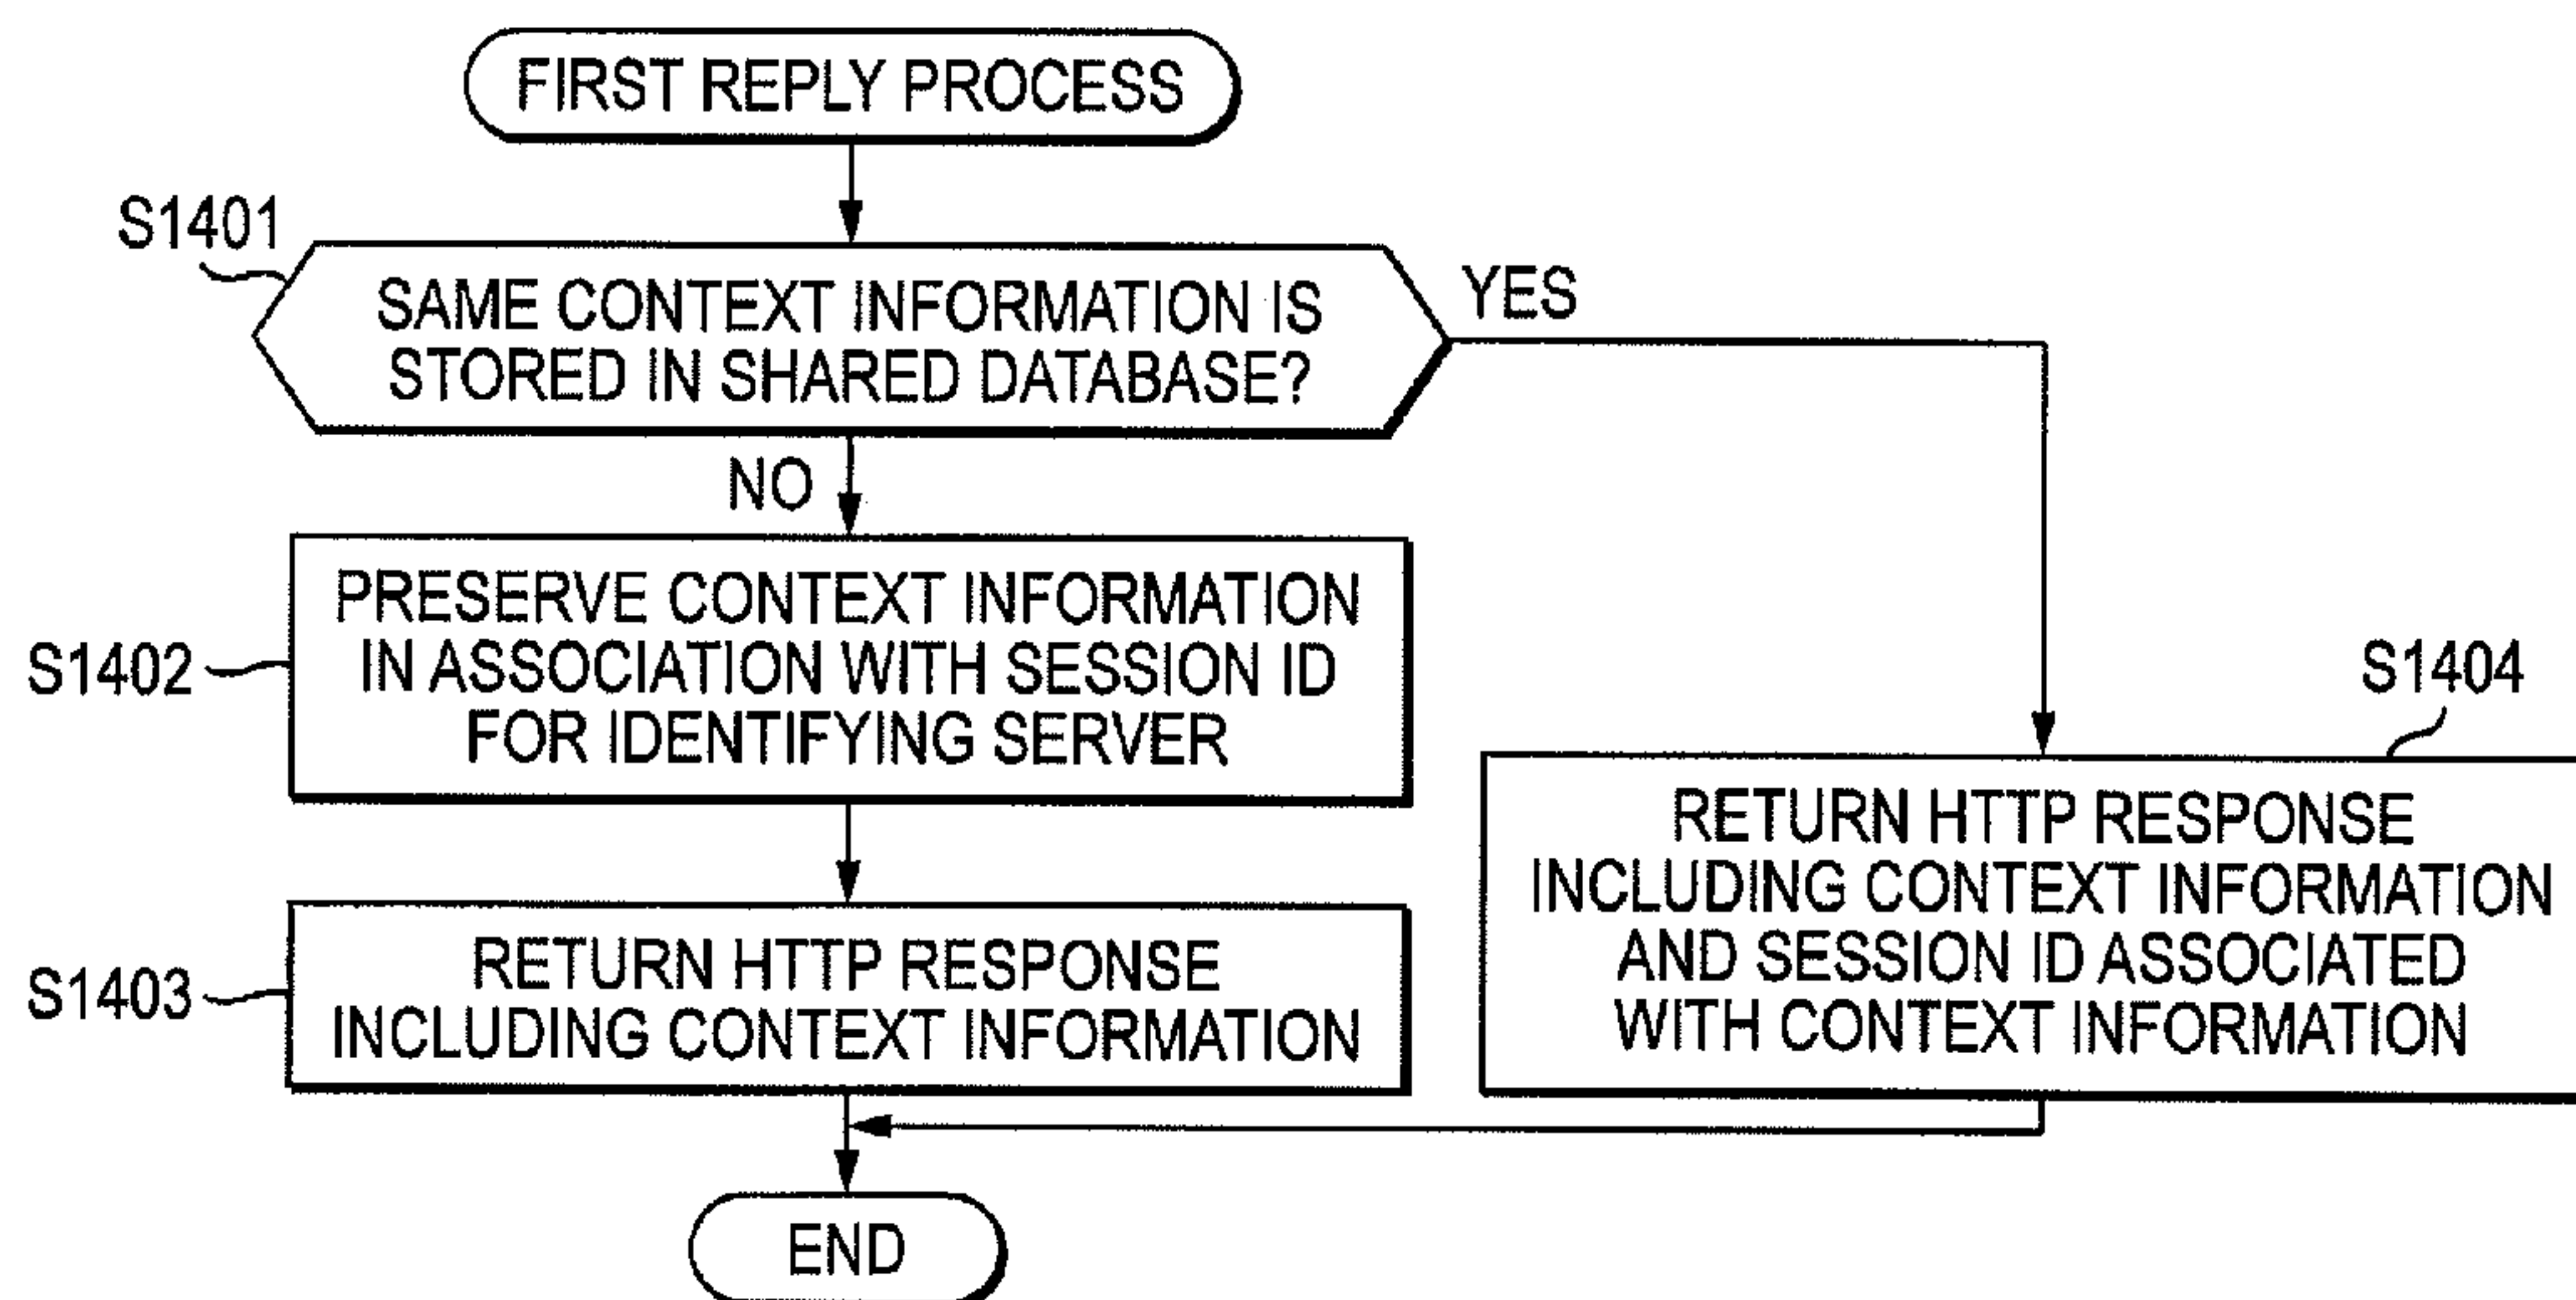 FIRST REPLY PROCESS
S1401
SAME CONTEXT INFORMATION IS
STORED IN SHARED DATABASE?
YES
NO
S1402
PRESERVE CONTEXT INFORMATION
IN ASSOCIATION WITH SESSION ID
FOR IDENTIFYING SERVER
S1403
RETURN HTTP RESPONSE
INCLUDING CONTEXT INFORMATION
S1404
RETURN HTTP RESPONSE
INCLUDING CONTEXT INFORMATION
AND SESSION ID ASSOCIATED
WITH CONTEXT INFORMATION
END